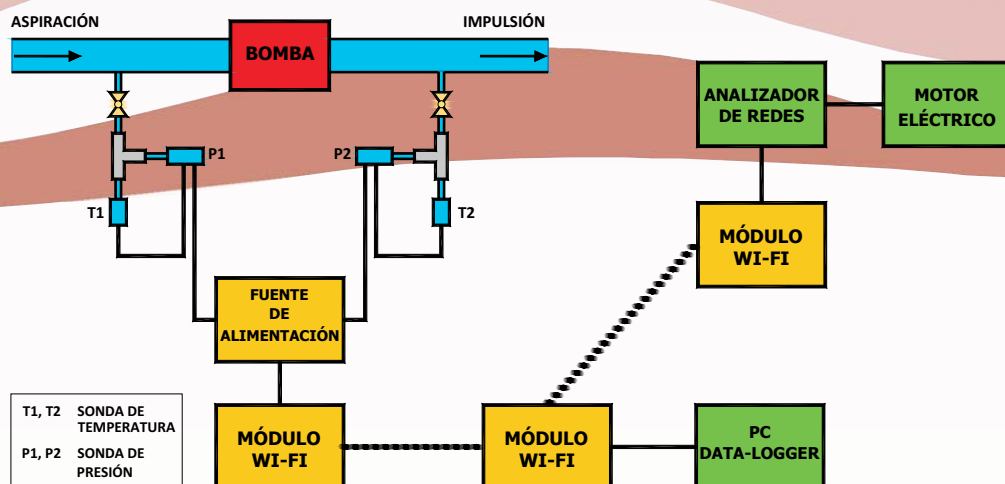 ASPIRACIÓN
IMPULSIÓN
BOMBA
ANALIZADOR
DE REDES
MOTOR
ELÉCTRICO
P1
P2
T1
T2
MÓDULO
WI-FI
FUENTE
DE
ALIMENTACIÓN
T1, T2 SONDA DE
TEMPERATURA
P1, P2 SONDA DE
PRESIÓN
MÓDULO
WI-FI
MÓDULO
WI-FI
PC
DATA-LOGGER